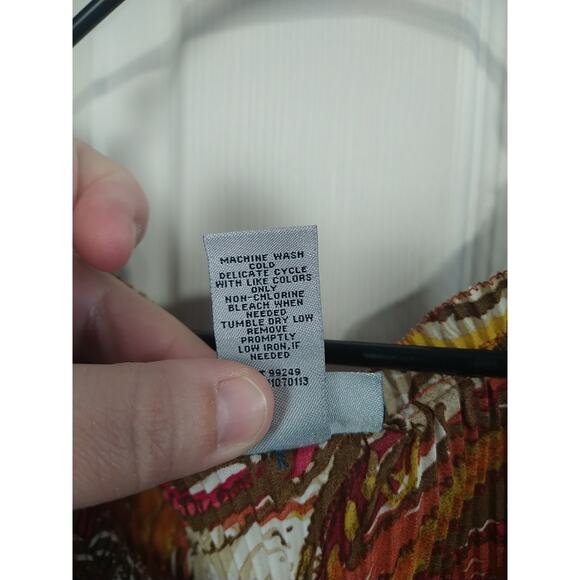 MACHINE WASH
COLD
DELICATE CYCLE
WITH LIKE COLORS
ONLY
NON-CHLORINE
BLEACH WHEN
NEEDED
TUMBLE DRY LOW
REMOVE
PROMPTLY
LOW IRON,IF
NEEDED
99249